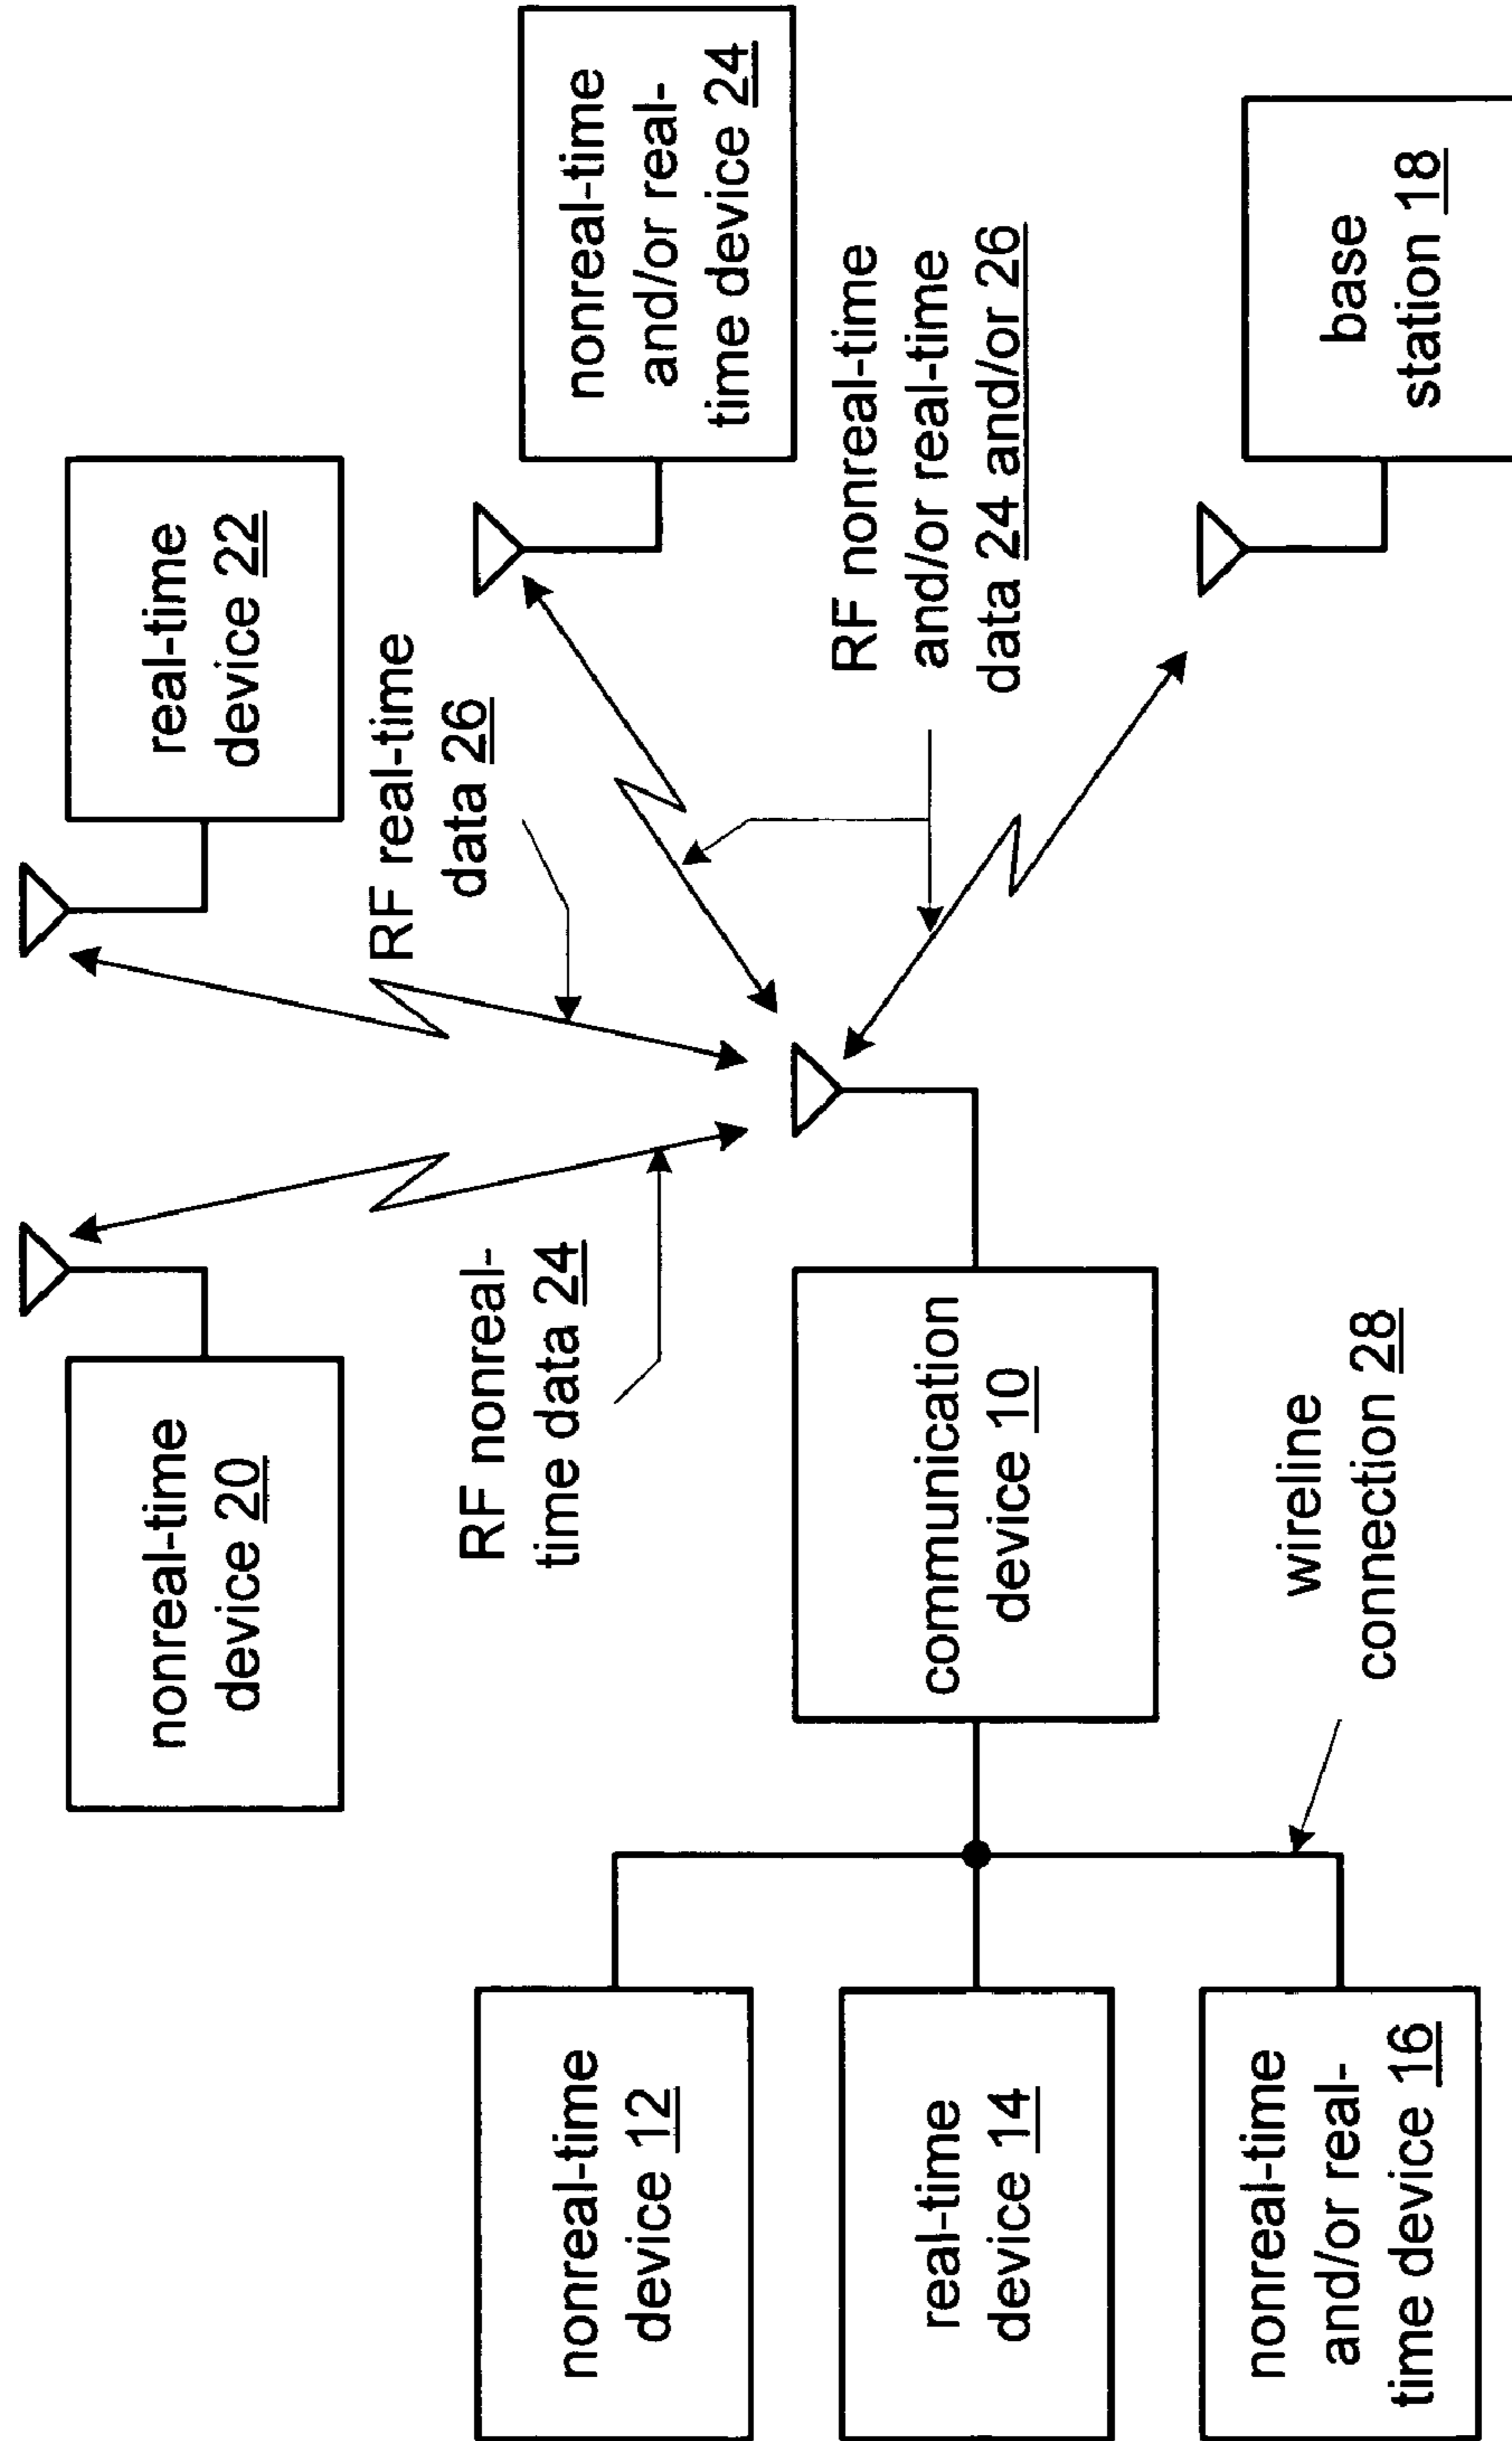 nonreal-time
device 20
real-time
device 22
RF nonreal-
time data 24
RF real-time
data 26
nonreal-time
and/or real-
time device 24
nonreal-time
device 12
real-time
device 14
nonreal-time
and/or real-
time device 16
communication
device 10
wireline
connection 28
RF nonreal-time
and/or real-time
data 24 and/or 26
base
station 18